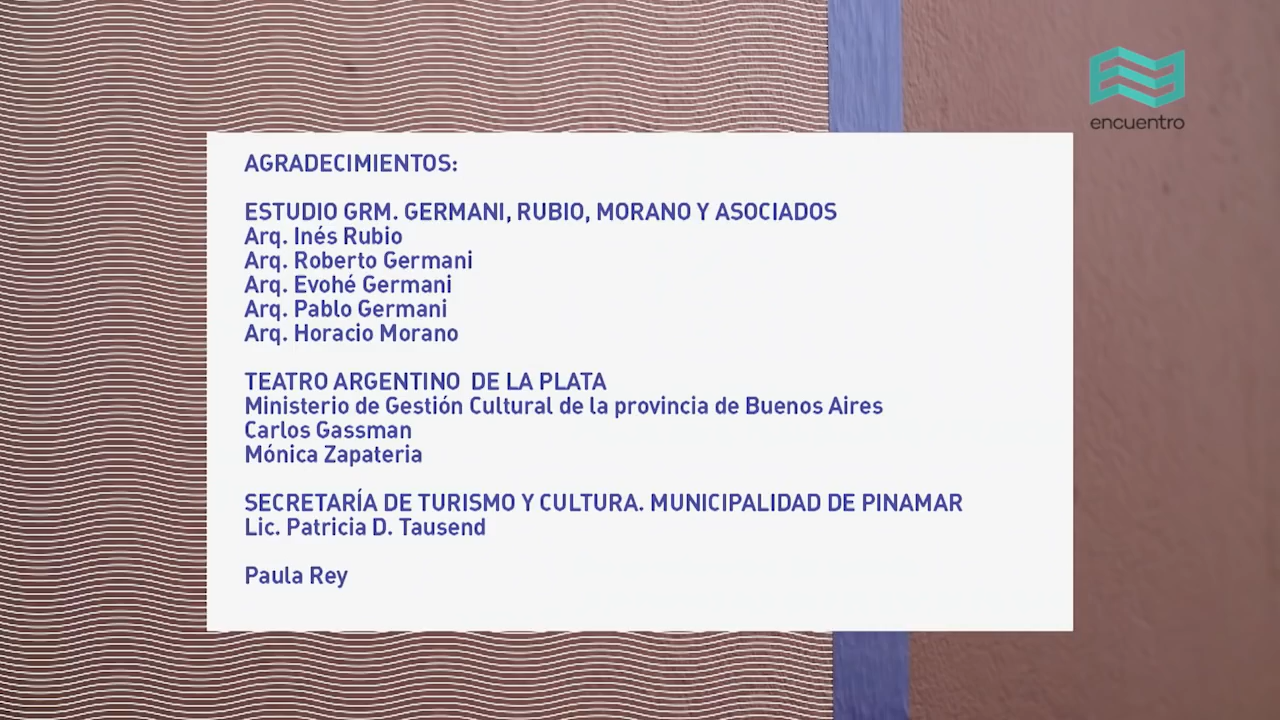 encuentro
AGRADECIMIENTOS:
ESTUDIO GRM. GERMANI, RUBIO, MORANO Y ASOCIADOS
Arq. Inés Rubio
Arq. Roberto Germani
Arq. Evohé Germani
Arq. Pablo Germani
Arq. Horacio Morano
TEATRO ARGENTINO DE LA PLATA
Ministerio de Gestión Cultural de la provincia de Buenos Aires
Carlos Gassman
Mónica Zapateria
SECRETARÍA DE TURISMO Y CULTURA. MUNICIPALIDAD DE PINAMAR
Lic. Patricia D. Tausend
Paula Rey